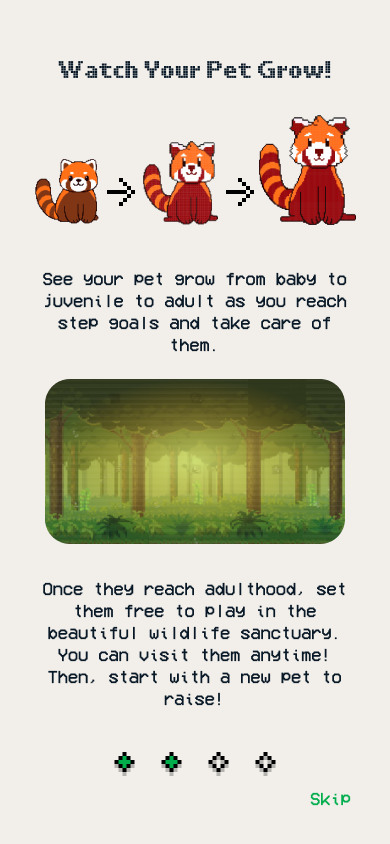 Watch Your Pet Grow!
See your pet grow from baby to
juvenile to adult as you reach
step goals and take care of
them.
Once they reach adulthood, set
them free to play in the
beautiful wildlife sanctuary.
You can visit them anytime!
Then, start with a new pet to
raise!
Skip